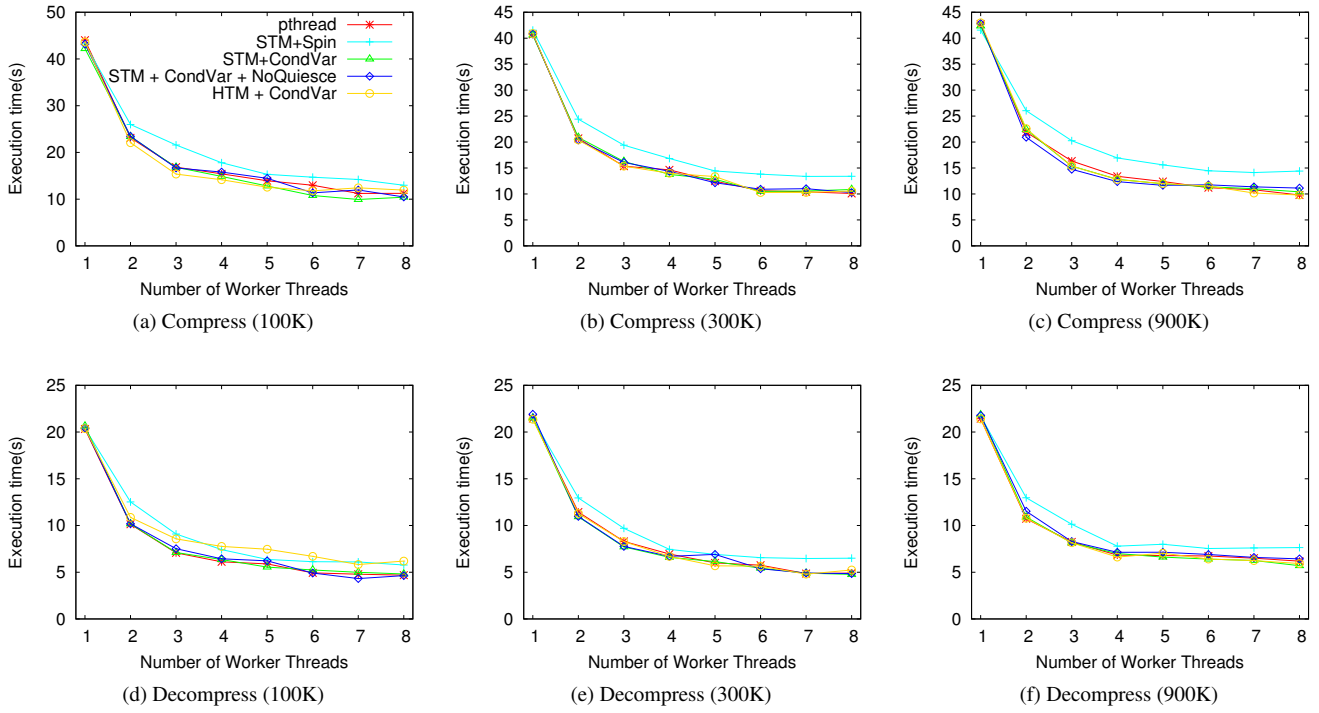 50
45
40
35
30
25
20
15
10
5
0
Execution time(s)
pthread
STM+Spin
STM+CondVar
STM + CondVar + NoQuiesce
HTM + CondVar
40
30
20
10
0
1 2 3 4 5 6 7 8
Number of Worker Threads
(a) Compress (100K)
Execution time(s)
1 2 3 4 5 6 7 8
Number of Worker Threads
(b) Compress (300K)
45
40
35
30
25
20
15
10
5
0
Execution time(s)
1 2 3 4 5 6 7 8
Number of Worker Threads
(c) Compress (900K)
25
20
15
10
5
0
Execution time(s)
1 2 3 4 5 6 7 8
Number of Worker Threads
(d) Decompress (100K)
25
20
15
10
5
0
Execution time(s)
1 2 3 4 5 6 7 8
Number of Worker Threads
(e) Decompress (300K)
25
20
15
10
5
0
Execution time(s)
1 2 3 4 5 6 7 8
Number of Worker Threads
(f) Decompress (900K)